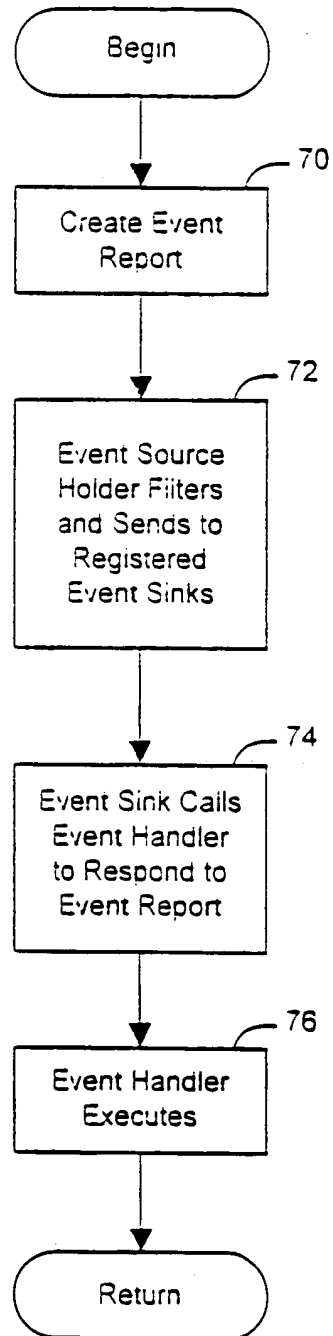 Begin
70
Create Event
Report
72
Event Source
Holder Filters
and Sends to
Registered
Event Sinks
74
Event Sink Calls
Event Handler
to Respond to
Event Report
76
Event Handler
Executes
Return